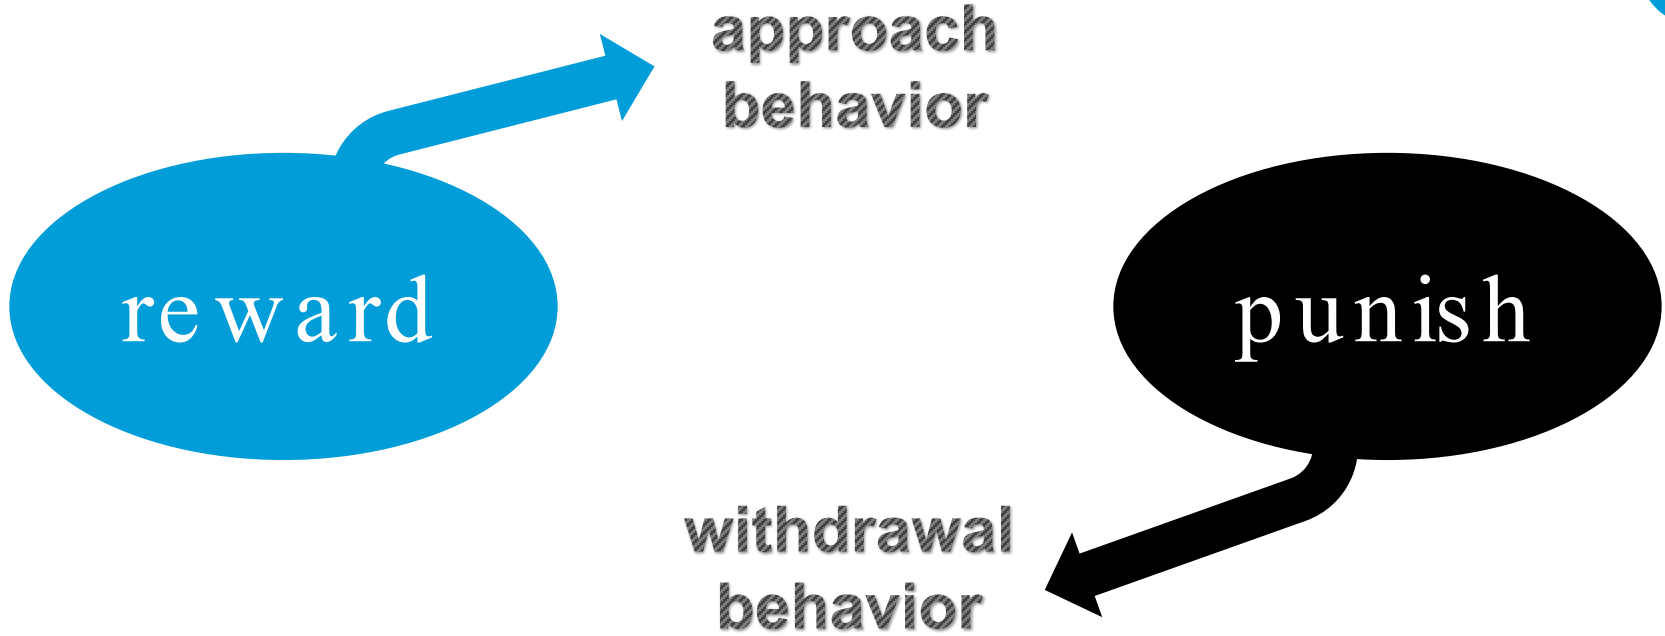 approach
behavior
reward
punish
withdrawal
behavior